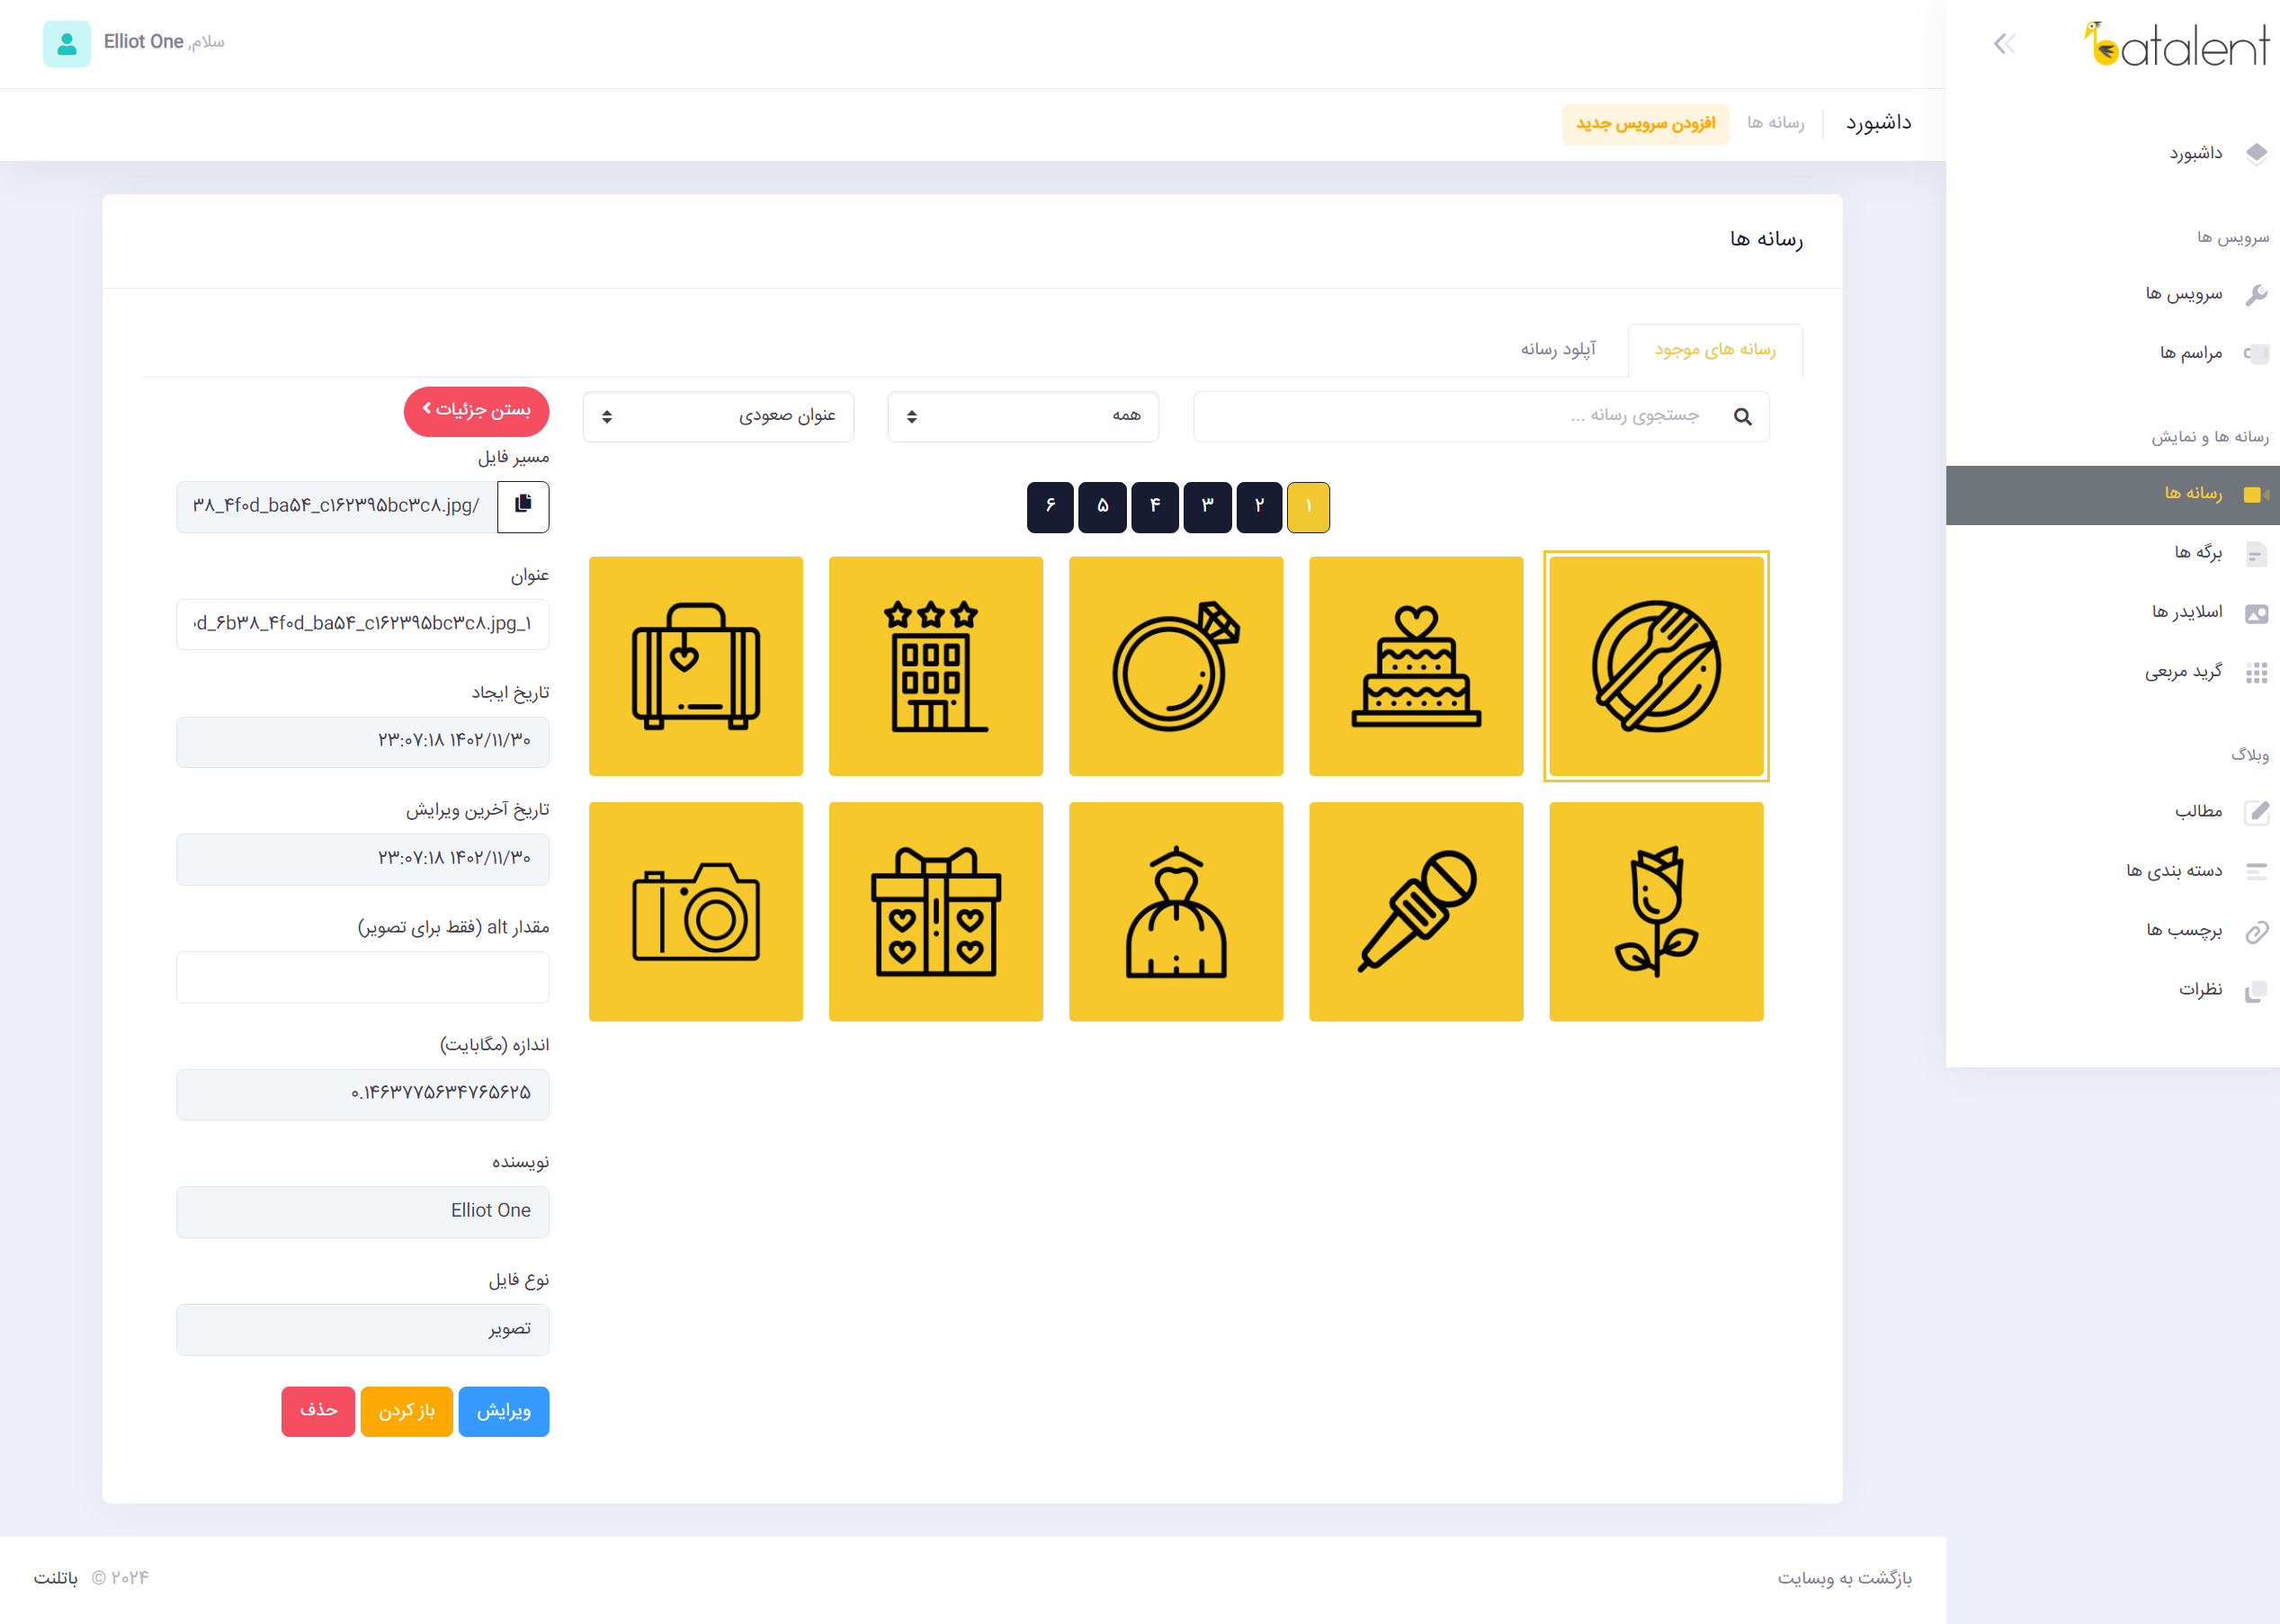 batalent
سلام, Elliot One
داشبورد
رسانه ها
افزودن سرویس جدید
داشبورد
سرویس ها
سرویس ها
مراسم ها
رسانه ها و نمایش
رسانه ها
برگه ها
اسلایدر ها
گرید مربعی
وبلاگ
مطالب
دسته بندی ها
برچسب ها
نظرات
رسانه ها
رسانه های موجود
آپلود رسانه
جستجوی رسانه ...
همه
عنوان صعودی
۱ ۲ ۳ ۴ ۵ ۶
بستن جزئیات
مسیر فایل
۳۸_۴f۰d_ba۵۴_c۱۶۲۳۹۵bc۳c۸.jpg/
عنوان
۰d_۶b۳۸_۴f۰d_ba۵۴_c۱۶۲۳۹۵bc۳c۸.jpg_۱
تاریخ ایجاد
۱۴۰۲/۱۱/۳۰ ۲۳:۰۷:۱۸
تاریخ آخرین ویرایش
۱۴۰۲/۱۱/۳۰ ۲۳:۰۷:۱۸
مقدار alt (فقط برای تصویر)
اندازه (مگابایت)
۰.۱۴۶۳۷۷۵۶۳۴۷۶۵۶۲۵
نویسنده
Elliot One
نوع فایل
تصویر
ویرایش
باز کردن
حذف
بازگشت به وبسایت
۲۰۲۴ © باتلنت